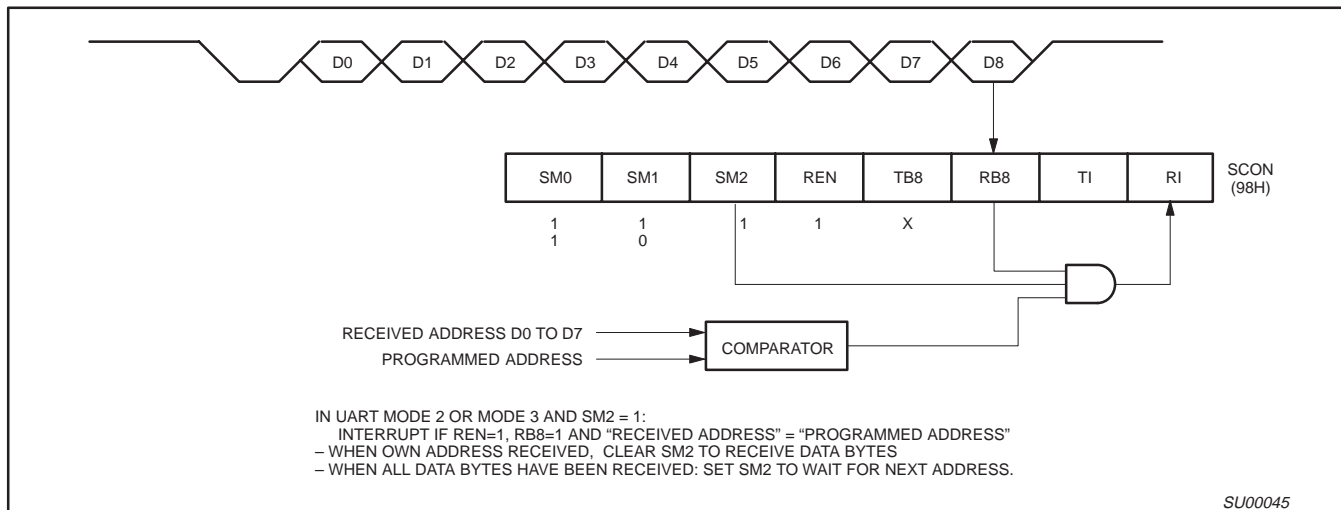 D0 D1 D2 D3 D4 D5 D6 D7 D8
SM0 SM1 SM2 REN TB8 RB8 TI RI
SCON
(98H)
1 1 1 1 X
1 0
RECEIVED ADDRESS D0 TO D7
PROGRAMMED ADDRESS
COMPARATOR
IN UART MODE 2 OR MODE 3 AND SM2 = 1:
INTERRUPT IF REN=1, RB8=1 AND “RECEIVED ADDRESS” = “PROGRAMMED ADDRESS”
– WHEN OWN ADDRESS RECEIVED, CLEAR SM2 TO RECEIVE DATA BYTES
– WHEN ALL DATA BYTES HAVE BEEN RECEIVED: SET SM2 TO WAIT FOR NEXT ADDRESS.
SU00045